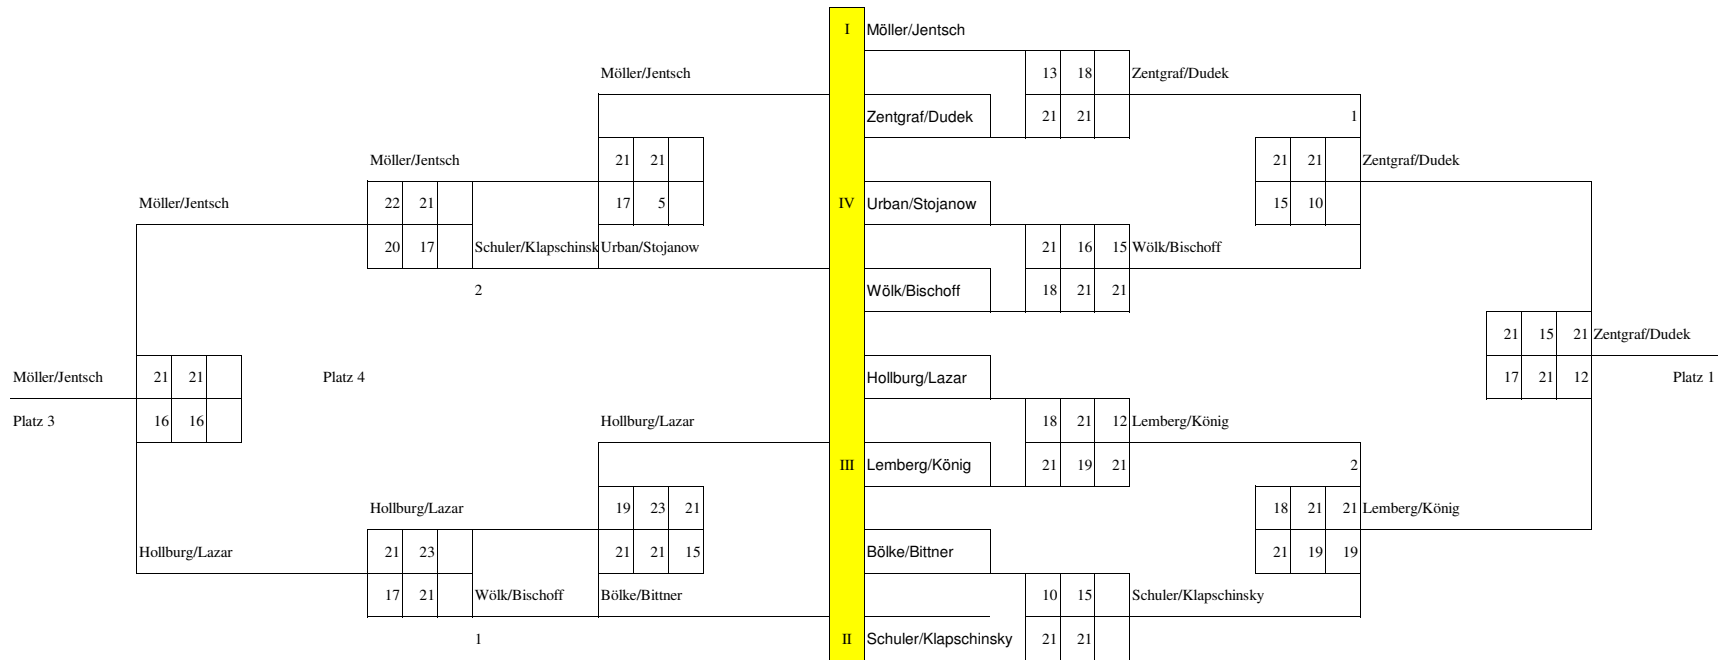 I Möller/Jentsch
Möller/Jentsch 13 18 Zentgraf/Dudek
Zentgraf/Dudek 21 21 1
Möller/Jentsch 21 21 21 21 Zentgraf/Dudek
Möller/Jentsch 22 21 17 5 IV Urban/Stojanow 15 10
20 17 Schuler/Klapschinsk Urban/Stojanow 21 16 15 Wölk/Bischoff
2 Wölk/Bischoff 18 21 21
21 15 21 Zentgraf/Dudek
Möller/Jentsch 21 21 Platz 4 Hollburg/Lazar 17 21 12 Platz 1
Platz 3 16 16 Hollburg/Lazar 18 21 12 Lemberg/König
III Lemberg/König 21 19 21 2
Hollburg/Lazar 19 23 21 18 21 21 Lemberg/König
Hollburg/Lazar 21 23 21 21 15 Bölke/Bittner 21 19 19
17 21 Wölk/Bischoff Bölke/Bittner 10 15 Schuler/Klapschinsky
1 II Schuler/Klapschinsky 21 21